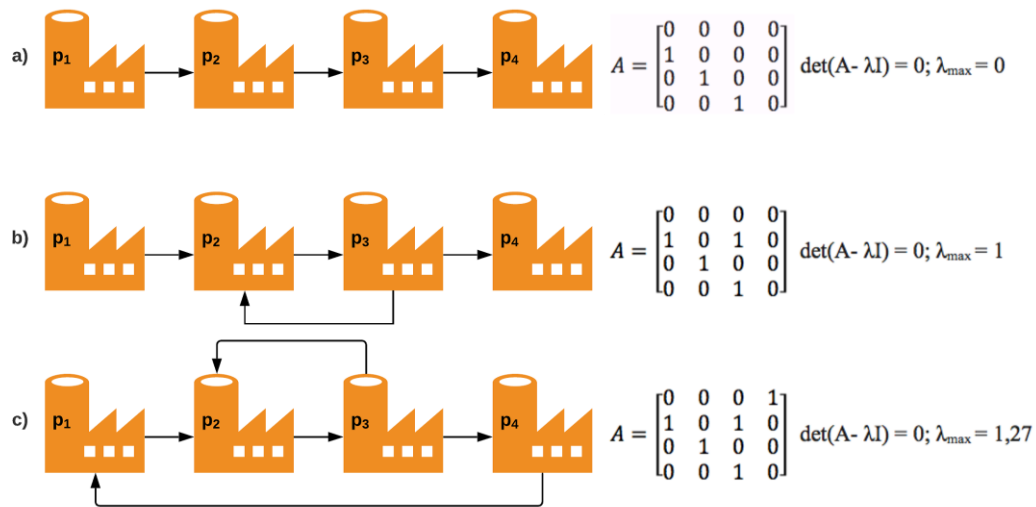 a) p₁ p₂ p₃ p₄ A = [0 0 0 0
1 0 0 0
0 1 0 0
0 0 1 0] det(A- λI) = 0; λmax = 0
b) p₁ p₂ p₃ p₄ A = [0 0 0 0
1 0 1 0
0 1 0 0
0 0 1 0] det(A- λI) = 0; λmax = 1
c) p₁ p₂ p₃ p₄ A = [0 0 0 1
1 0 1 0
0 1 0 0
0 0 1 0] det(A- λI) = 0; λmax = 1,27